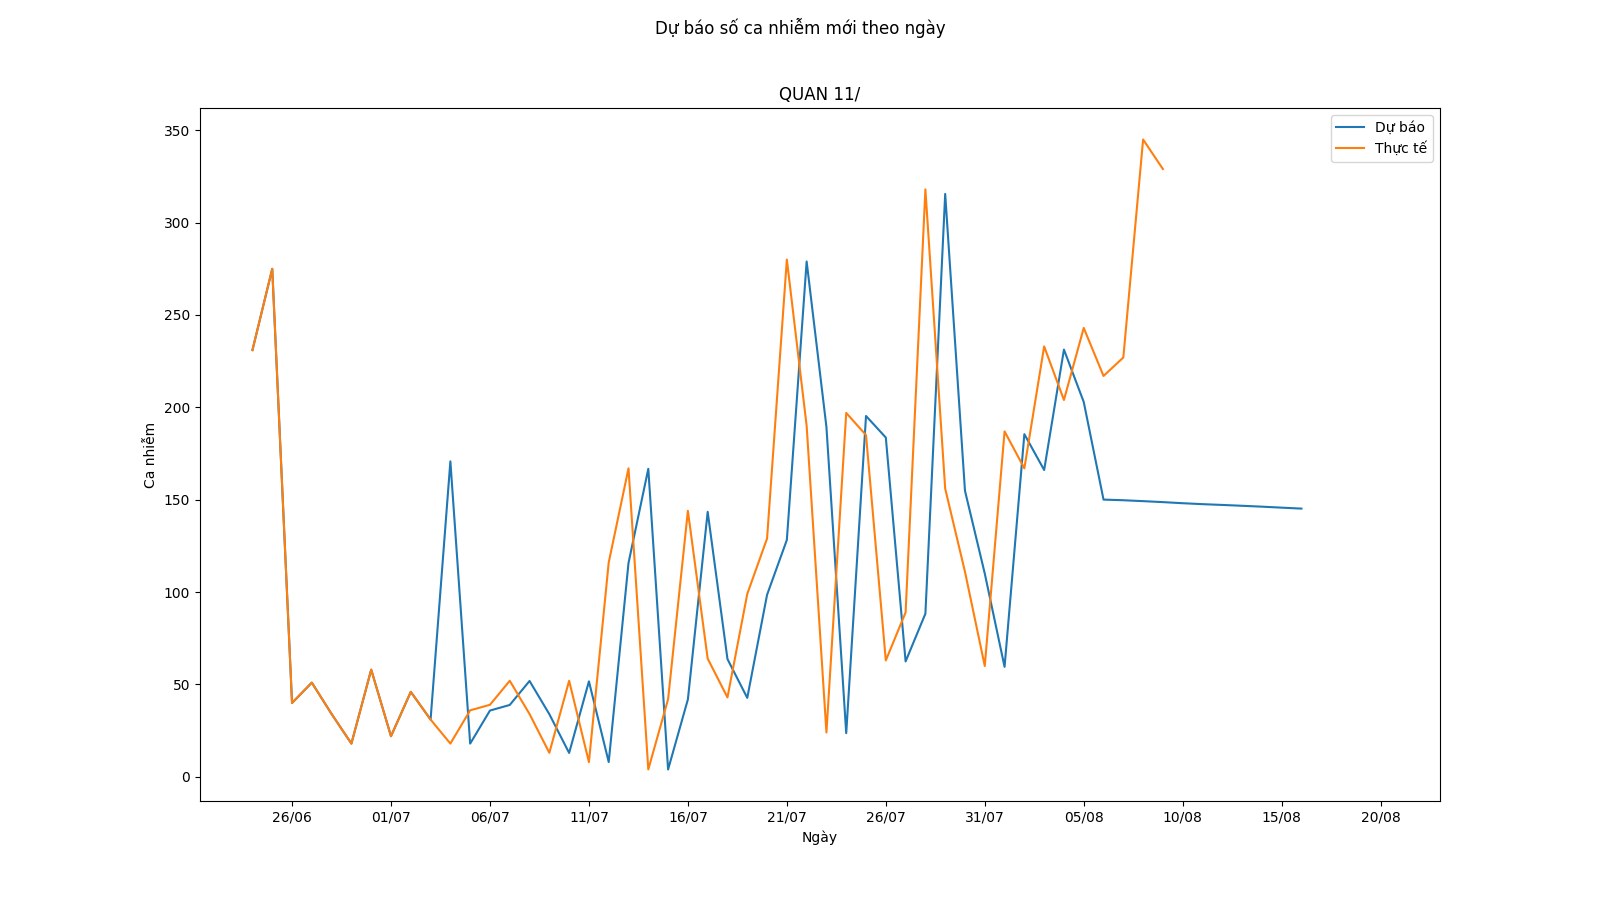 Dự báo số ca nhiễm mới theo ngày
QUAN 11/
Dự báo
Thực tế
350
300
250
200
150
100
50
0
Ca nhiễm
26/06 01/07 06/07 11/07 16/07 21/07 26/07 31/07 05/08 10/08 15/08 20/08
Ngày